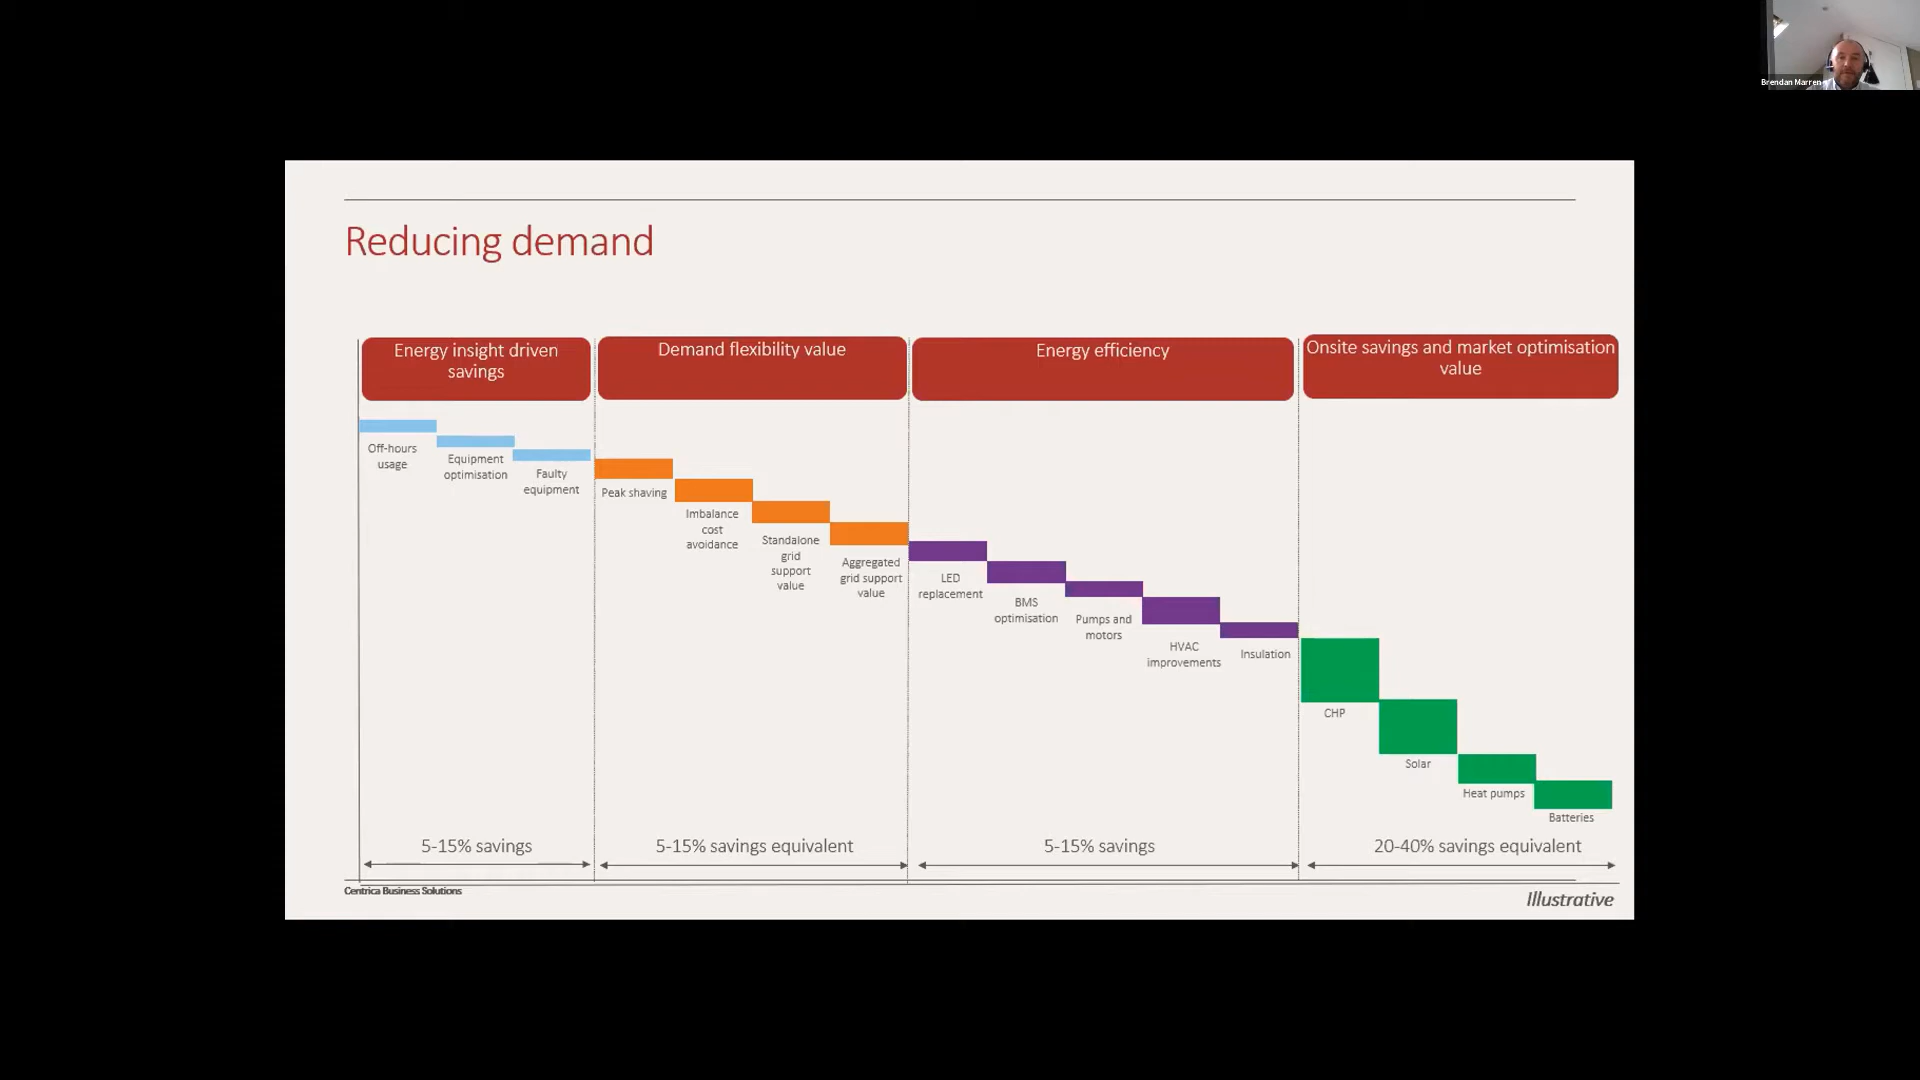 Brendan Marren
Reducing demand
Energy insight driven
savings
Demand flexibility value
Energy efficiency
Onsite savings and market optimisation
value
Off-hours
usage
Equipment
optimisation
Faulty
equipment
Peak shaving
Imbalance
cost
avoidance
Standalone
grid
support
value
Aggregated
grid support
value
LED
replacement
BMS
optimisation
Pumps and
motors
HVAC
improvements
Insulation
CHP
Solar
Heat pumps
Batteries
5-15% savings
5-15% savings equivalent
5-15% savings
20-40% savings equivalent
Centrica Business Solutions
Illustrative